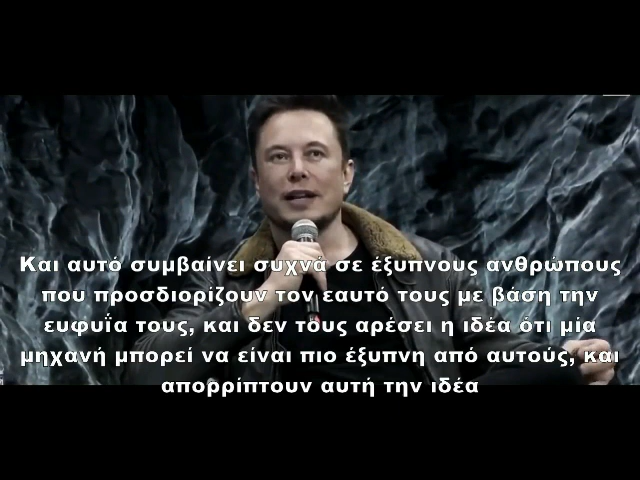 Και αυτό συμβαίνει συχνά σε έξυπνους ανθρώπους
που προσδιορίζουν τον εαυτό τους με βάση την
ευφυΐα τους, και δεν τους αρέσει η ιδέα ότι μία
μηχανή μπορεί να είναι πιο έξυπνη από αυτούς, και
απορρίπτουν αυτή την ιδέα